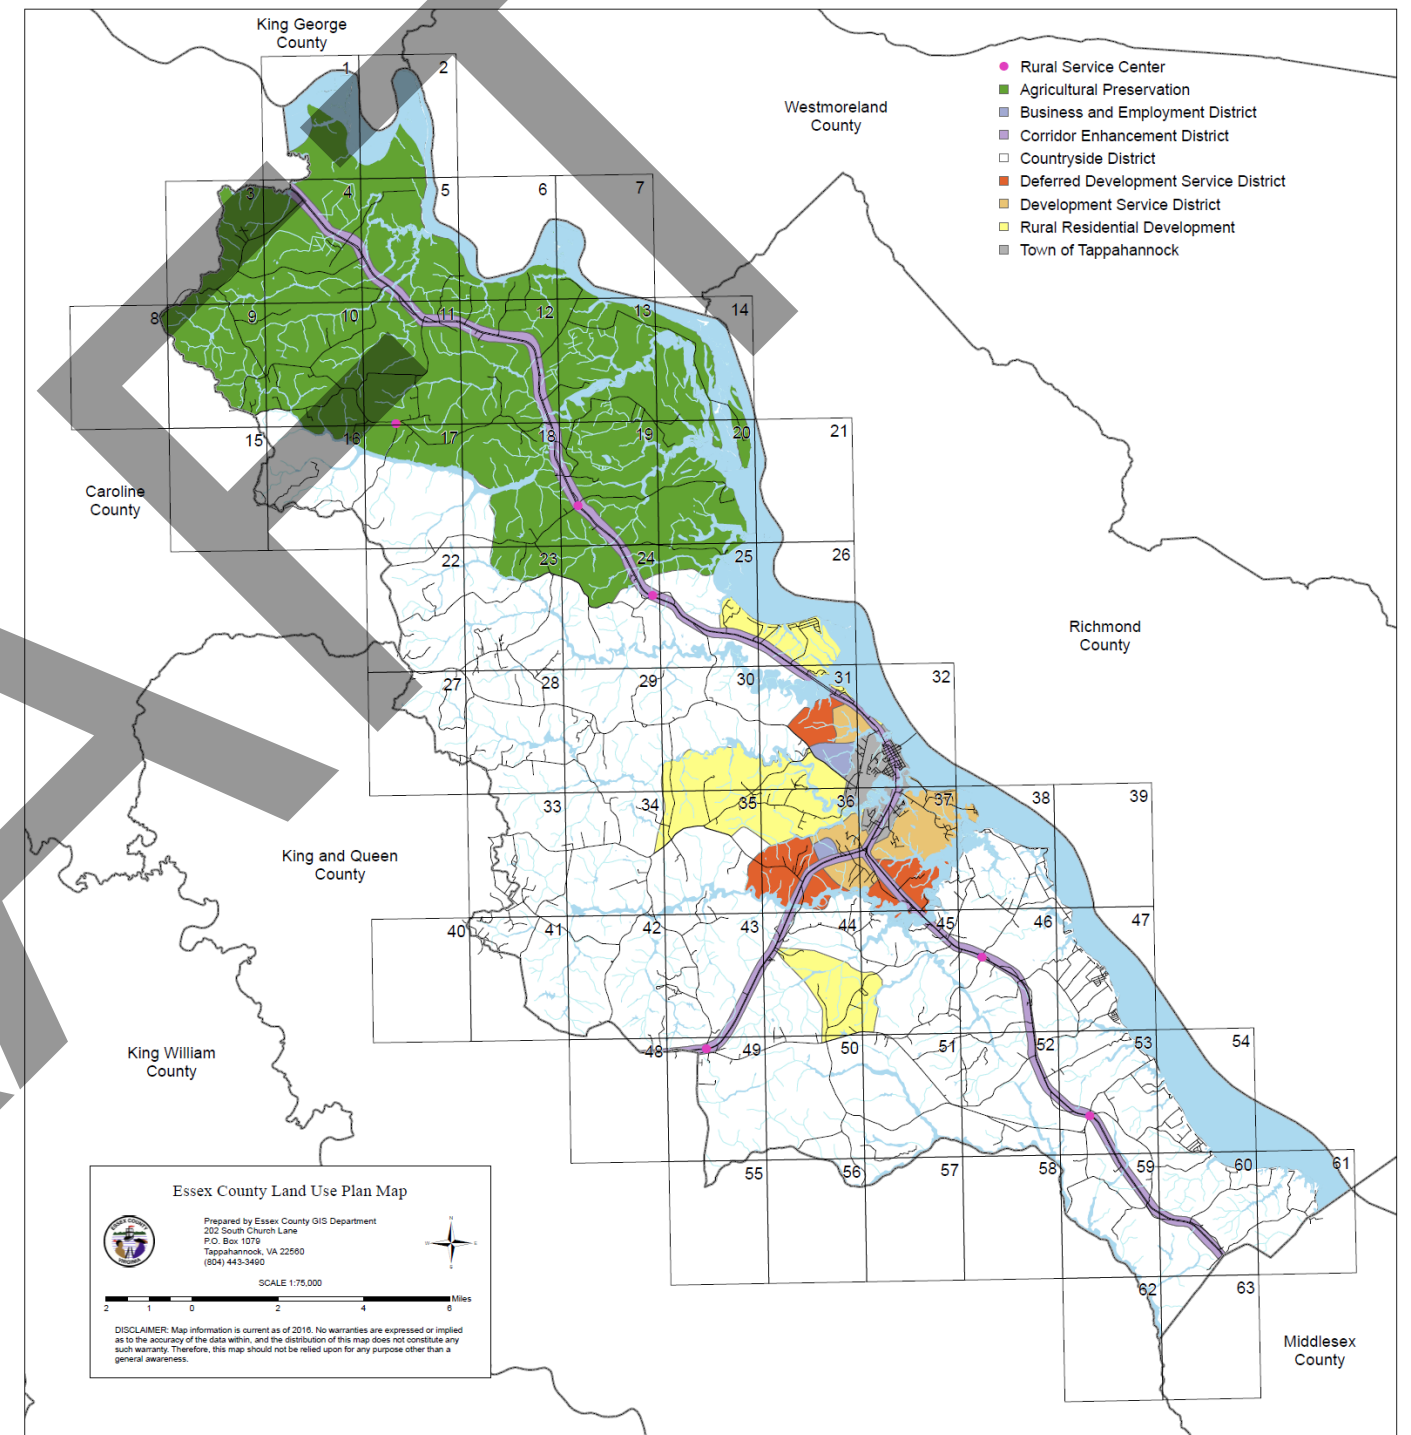 King George
County
Westmoreland
County
Rural Service Center
Agricultural Preservation
Business and Employment District
Corridor Enhancement District
Countryside District
Deferred Development Service District
Development Service District
Rural Residential Development
Town of Tappahannock
1
2
3
4
5
6
7
8
9
10
11
12
13
14
15
16
17
18
19
20
21
Caroline
County
22
23
24
25
26
Richmond
County
27
28
29
30
31
32
33
34
35
36
37
38
39
King and Queen
County
40
41
42
43
44
45
46
47
King William
County
48
49
50
51
52
53
54
55
56
57
58
59
60
61
62
63
Middlesex
County
Essex County Land Use Plan Map
ESSEX COUNTY
VIRGINIA
Prepared by Essex County GIS Department
202 South Church Lane
P.O. Box 1079
Tappahannock, VA 22560
(804) 443-3490
N
W
E
S
SCALE 1:75,000
Miles
2 1 0 2 4 6
DISCLAIMER: Map information is current as of 2016. No warranties are expressed or implied
as to the accuracy of the data within, and the distribution of this map does not constitute any
such warranty. Therefore, this map should not be relied upon for any purpose other than a
general awareness.